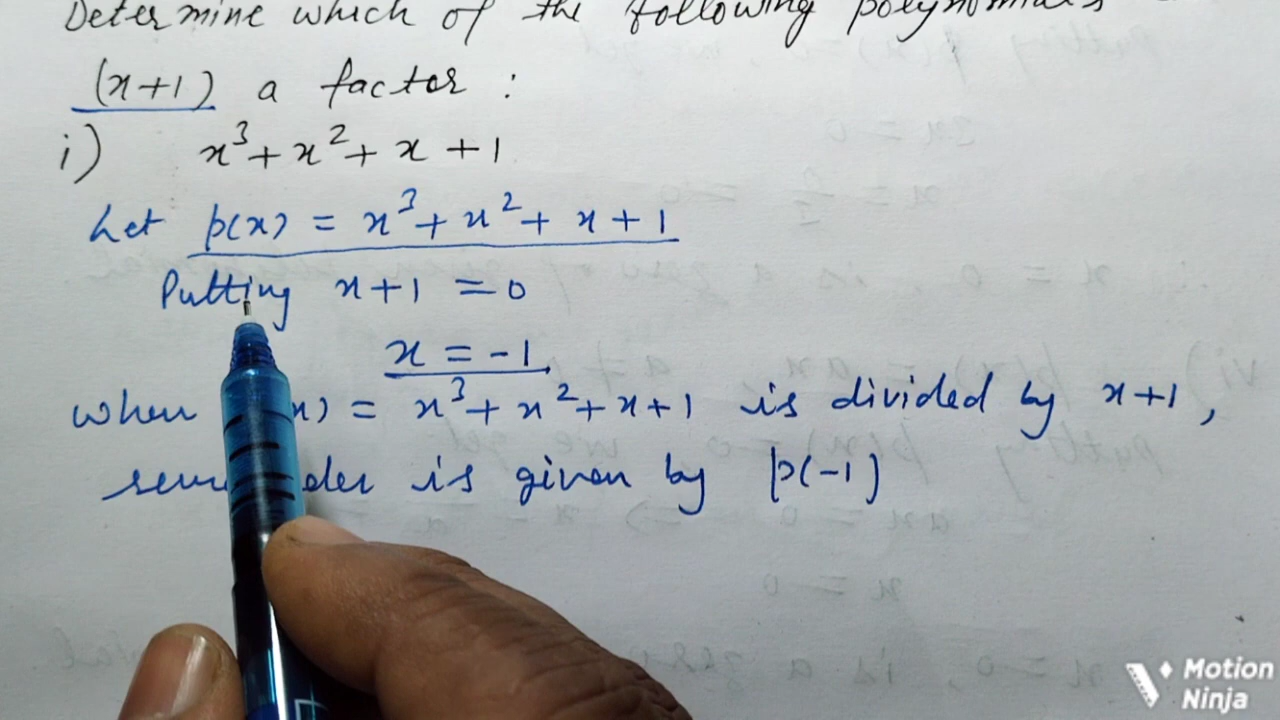 Determine which of the following polynomials
(x+1) a factor :
i) x³+x²+x+1
Let p(x) = x³+x²+x+1
Putting x+1 = 0
x = -1
when x) = x³+x²+x+1 is divided by x+1,
is given by p(-1)
Motion
Ninja